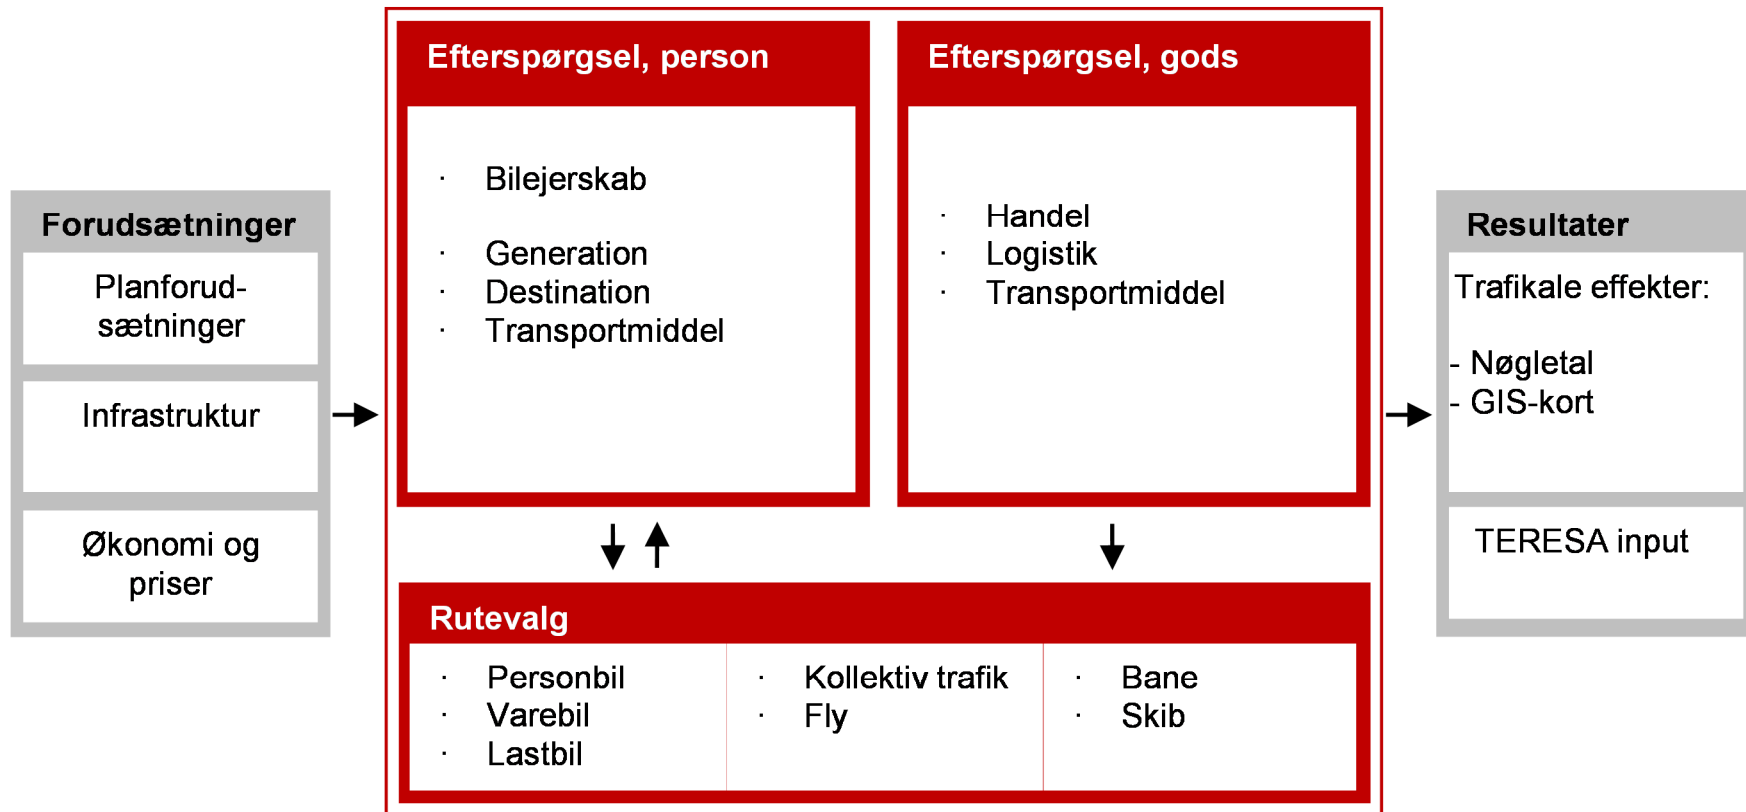 Forudsætninger
Planforud-
sætninger
Infrastruktur
Økonomi og
priser
Efterspørgsel, person
· Bilejerskab
· Generation
· Destination
· Transportmiddel
Efterspørgsel, gods
· Handel
· Logistik
· Transportmiddel
Rutevalg
· Personbil
· Varebil
· Lastbil
· Kollektiv trafik
· Fly
· Bane
· Skib
Resultater
Trafikale effekter:
- Nøgletal
- GIS-kort
TERESA input